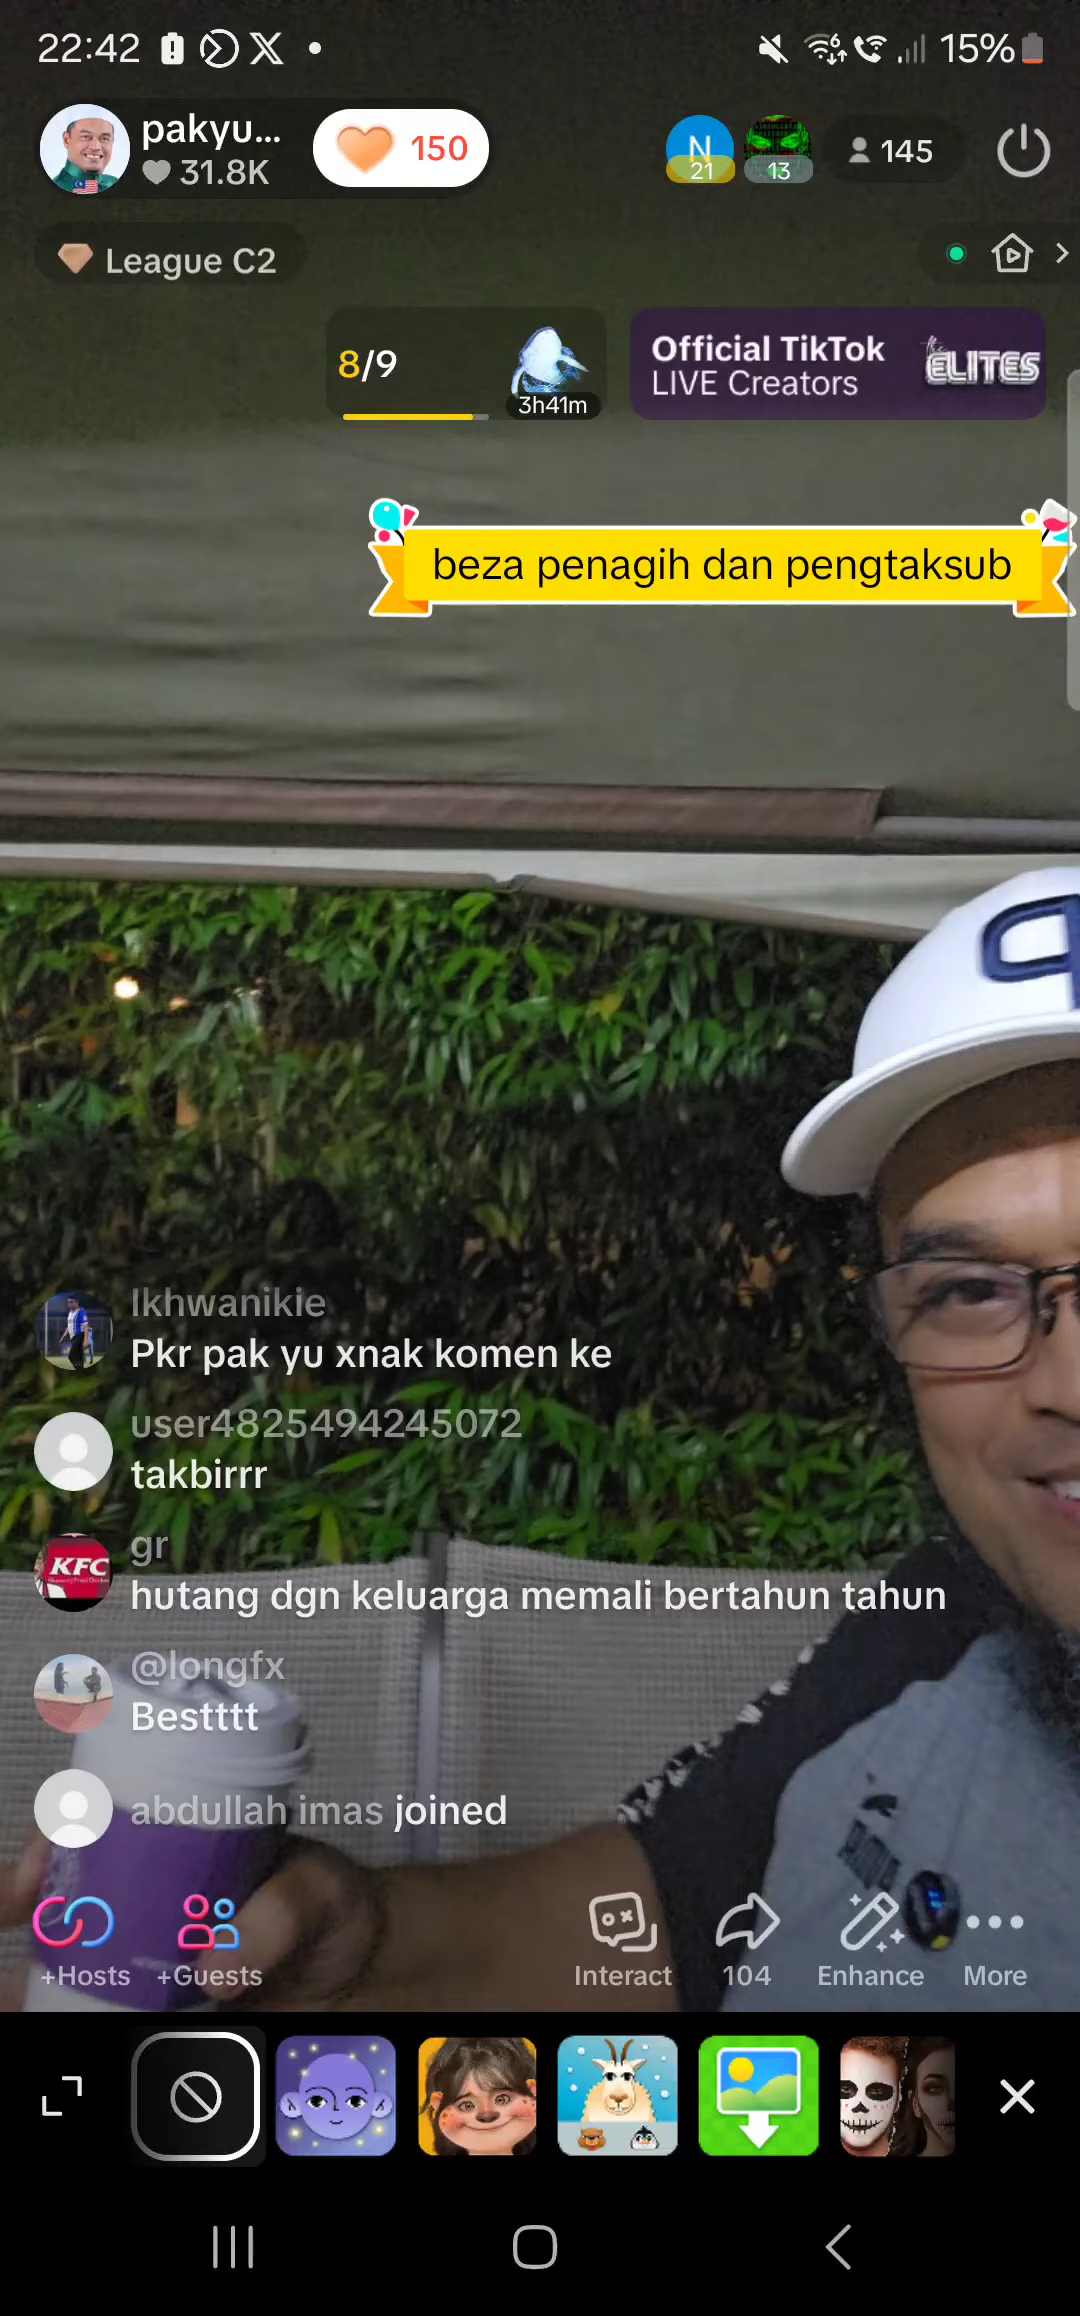 22:42
15%
pakyu...
31.8K
150
N
21
13
145
League C2
8/9
3h41m
Official TikTok
LIVE Creators
the
ELITES
beza penagih dan pengtaksub
P
Ikhwanikie
Pkr pak yu xnak komen ke
user4825494245072
takbirrr
gr
KFC
hutang dgn keluarga memali bertahun tahun
@longfx
Bestttt
abdullah imas joined
+Hosts
+Guests
Interact
104
Enhance
More